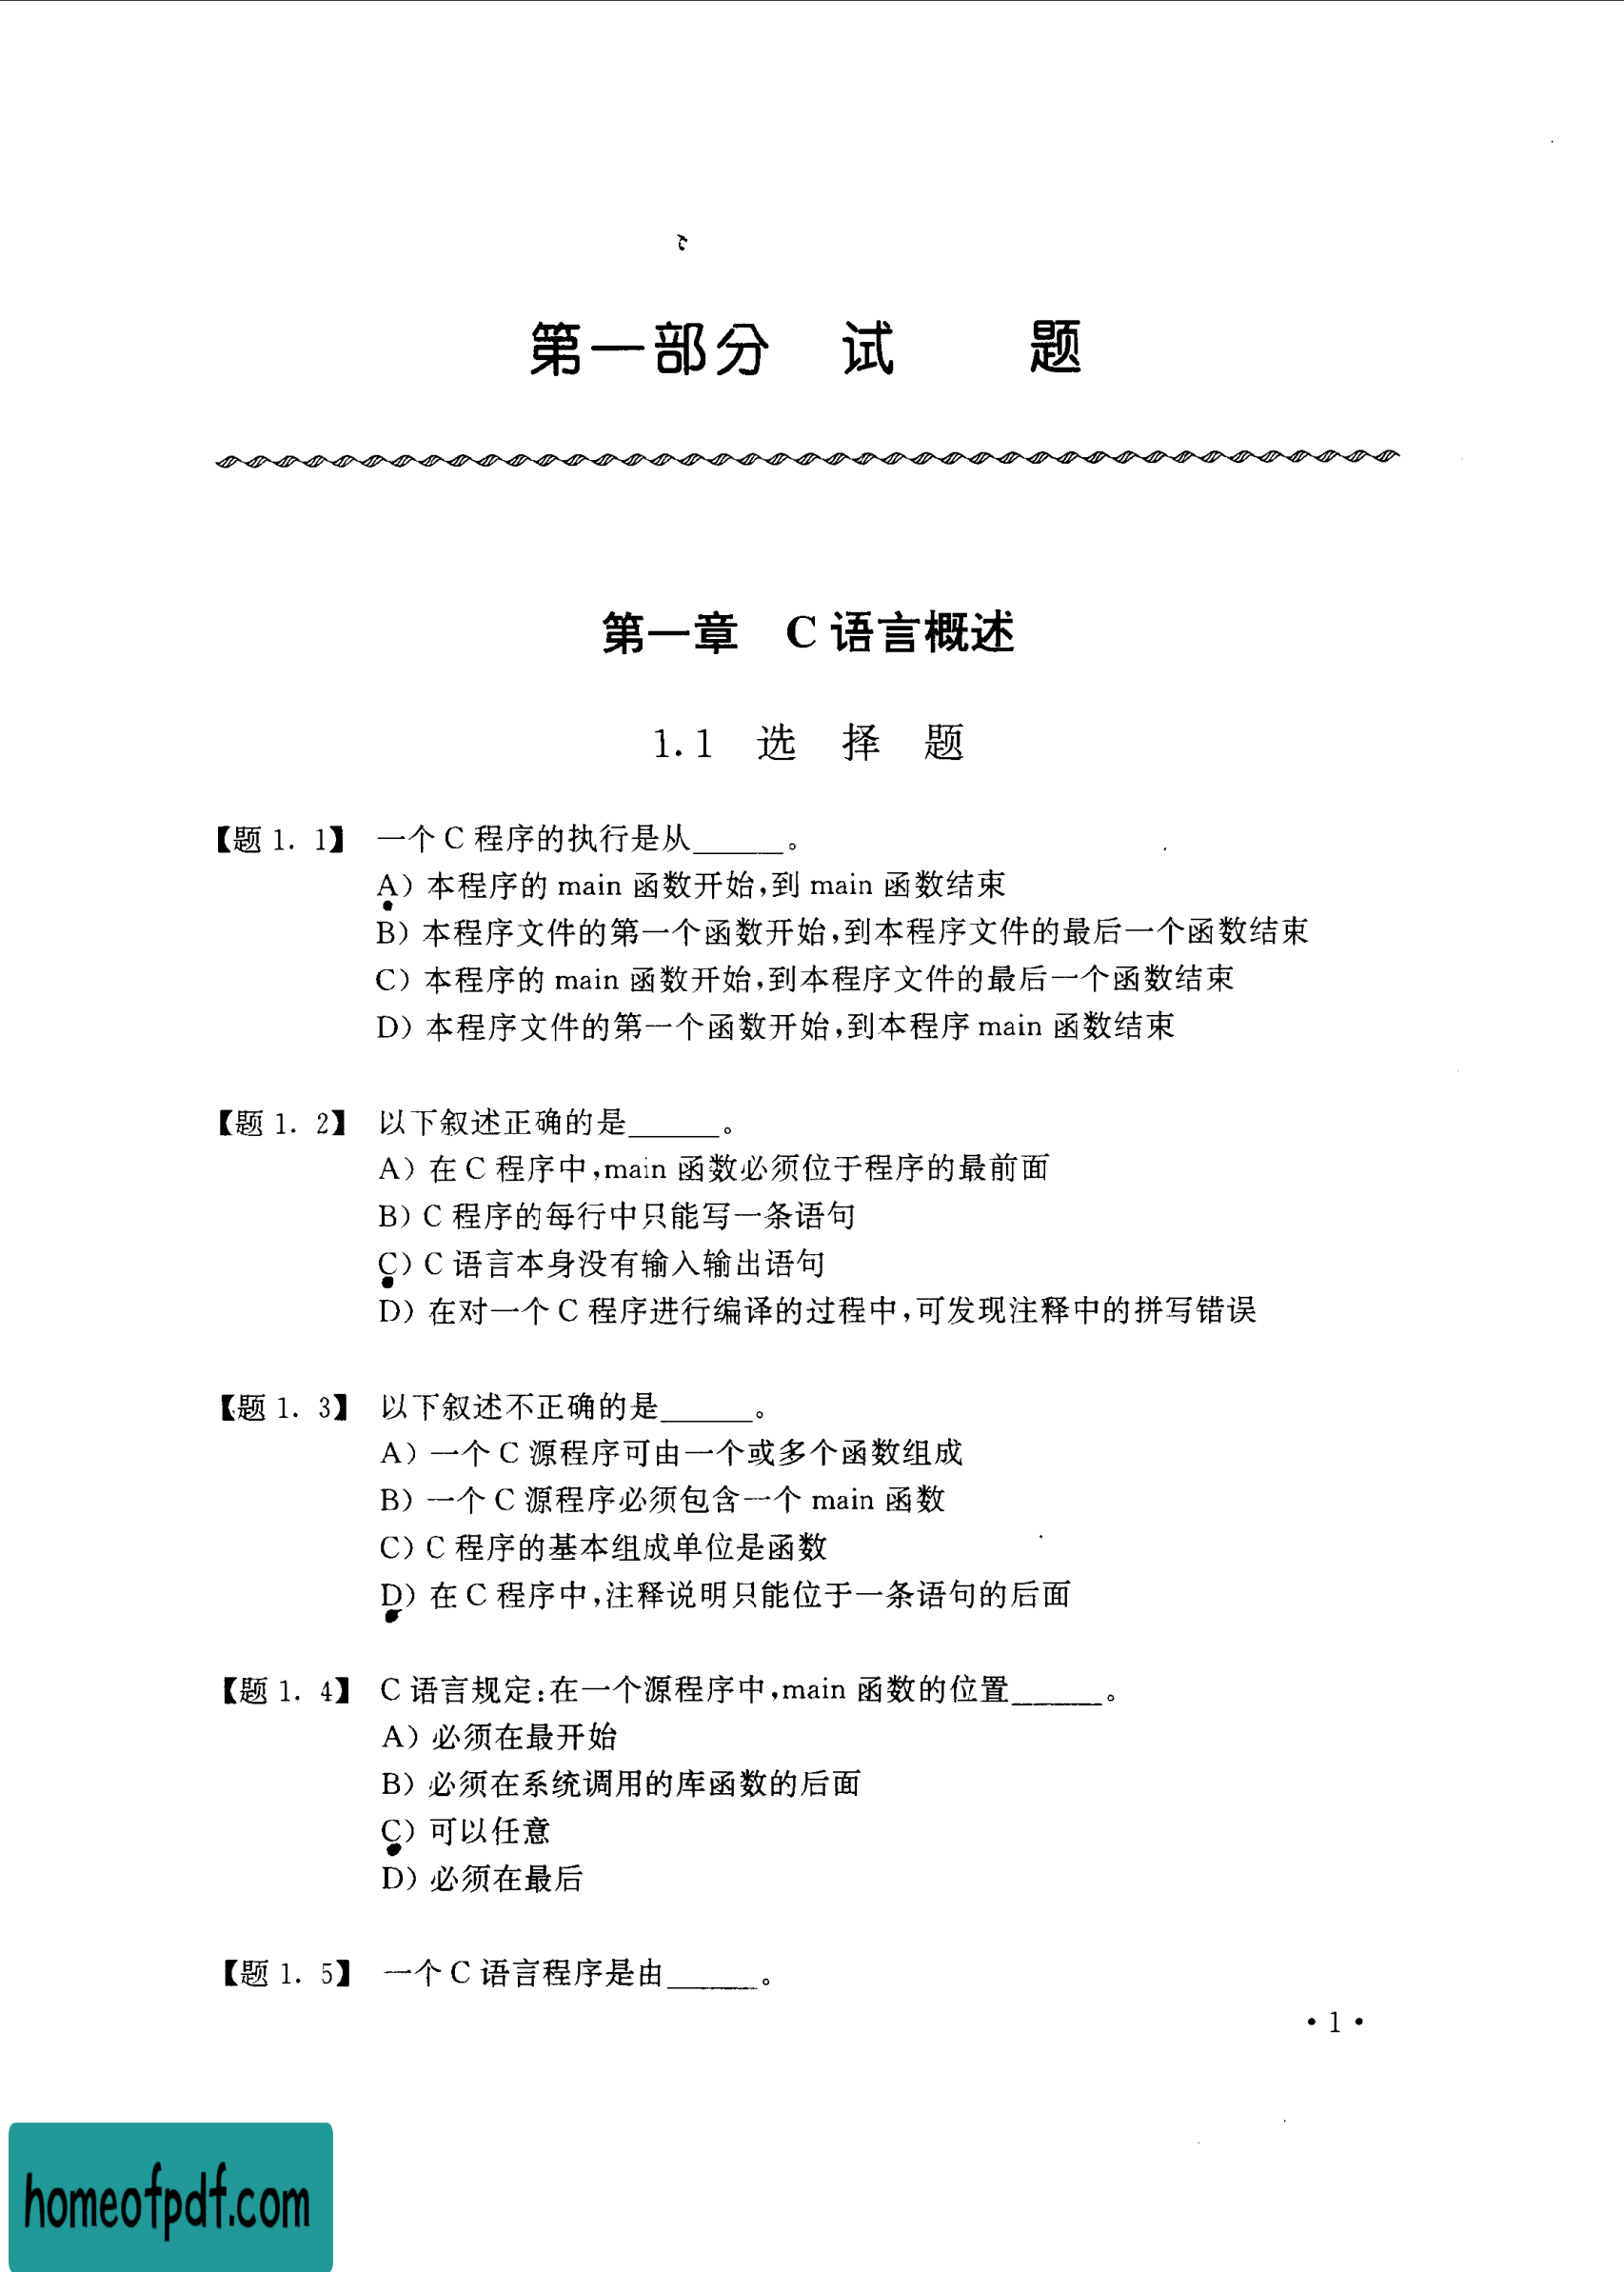 第一部分 试 题
第一章 C 语言概述
1.1 选 择 题
【题 1. 1】 一个 C 程序的执行是从______。
A) 本程序的 main 函数开始,到 main 函数结束
B) 本程序文件的第一个函数开始,到本程序文件的最后一个函数结束
C) 本程序的 main 函数开始,到本程序文件的最后一个函数结束
D) 本程序文件的第一个函数开始,到本程序 main 函数结束
【题 1. 2】 以下叙述正确的是______。
A) 在 C 程序中,main 函数必须位于程序的最前面
B) C 程序的每行中只能写一条语句
C) C 语言本身没有输入输出语句
D) 在对一个 C 程序进行编译的过程中,可发现注释中的拼写错误
【题 1. 3】 以下叙述不正确的是______。
A) 一个 C 源程序可由一个或多个函数组成
B) 一个 C 源程序必须包含一个 main 函数
C) C 程序的基本组成单位是函数
D) 在 C 程序中,注释说明只能位于一条语句的后面
【题 1. 4】 C 语言规定:在一个源程序中,main 函数的位置______。
A) 必须在最开始
B) 必须在系统调用的库函数的后面
C) 可以任意
D) 必须在最后
【题 1. 5】 一个 C 语言程序是由______。
• 1 •
homeofpdf.com